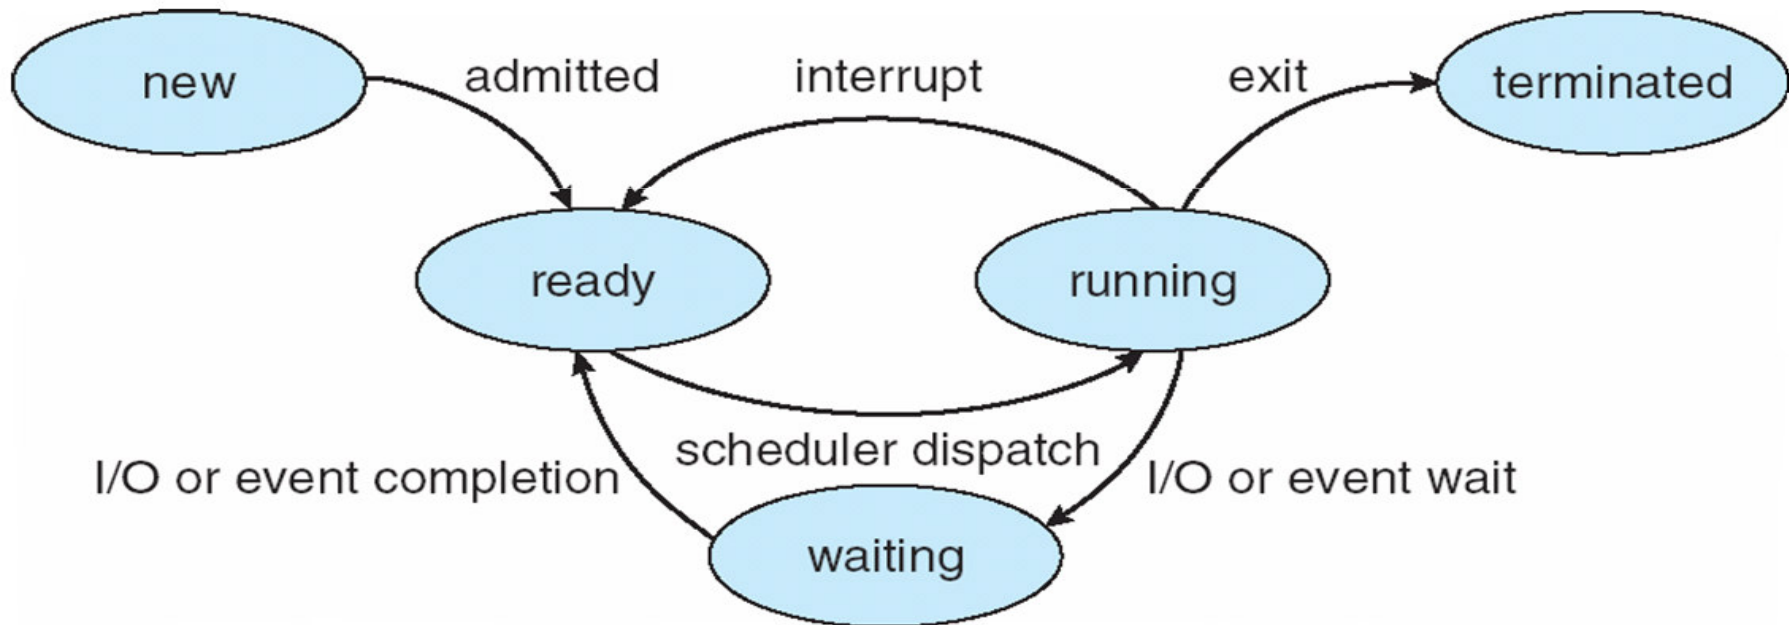 new
admitted
interrupt
exit
terminated
ready
running
scheduler dispatch
I/O or event completion
I/O or event wait
waiting